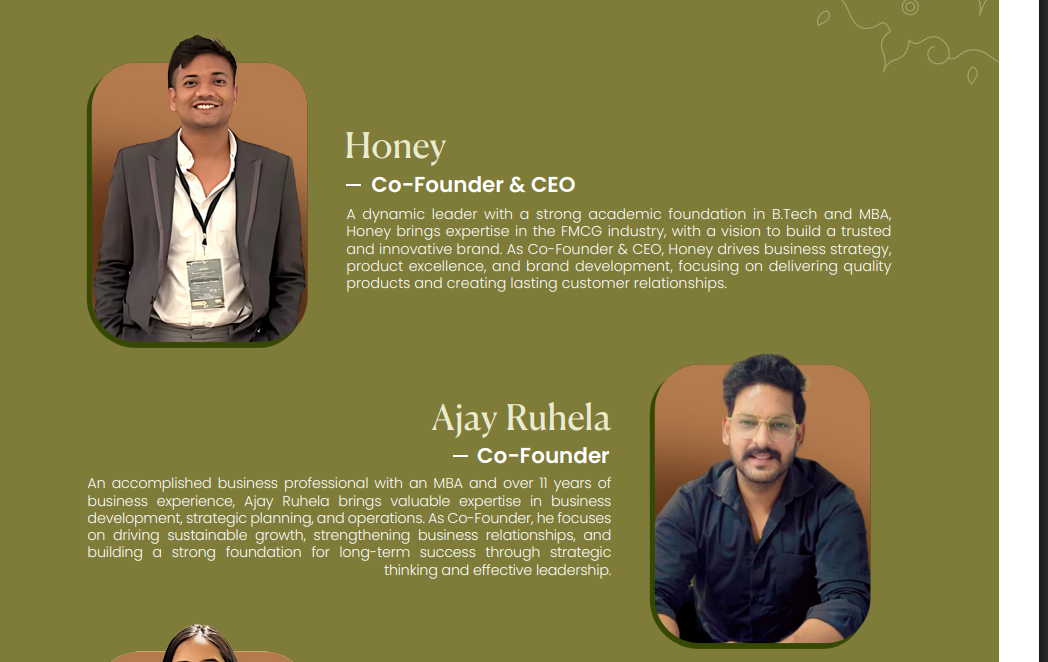 Honey
— Co-Founder & CEO
A dynamic leader with a strong academic foundation in B.Tech and MBA,
Honey brings expertise in the FMCG industry, with a vision to build a trusted
and innovative brand. As Co-Founder & CEO, Honey drives business strategy,
product excellence, and brand development, focusing on delivering quality
products and creating lasting customer relationships.
Ajay Ruhela
— Co-Founder
An accomplished business professional with an MBA and over 11 years of
business experience, Ajay Ruhela brings valuable expertise in business
development, strategic planning, and operations. As Co-Founder, he focuses
on driving sustainable growth, strengthening business relationships, and
building a strong foundation for long-term success through strategic
thinking and effective leadership.